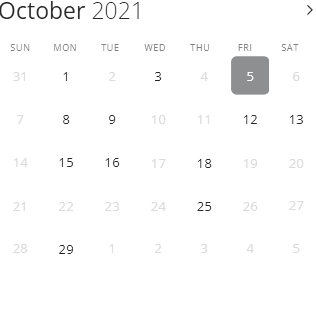 October 2021
SUN MON TUE WED THU FRI SAT
31 1 2 3 4 5 6
7 8 9 10 11 12 13
14 15 16 17 18 19 20
21 22 23 24 25 26 27
28 29 1 2 3 4 5